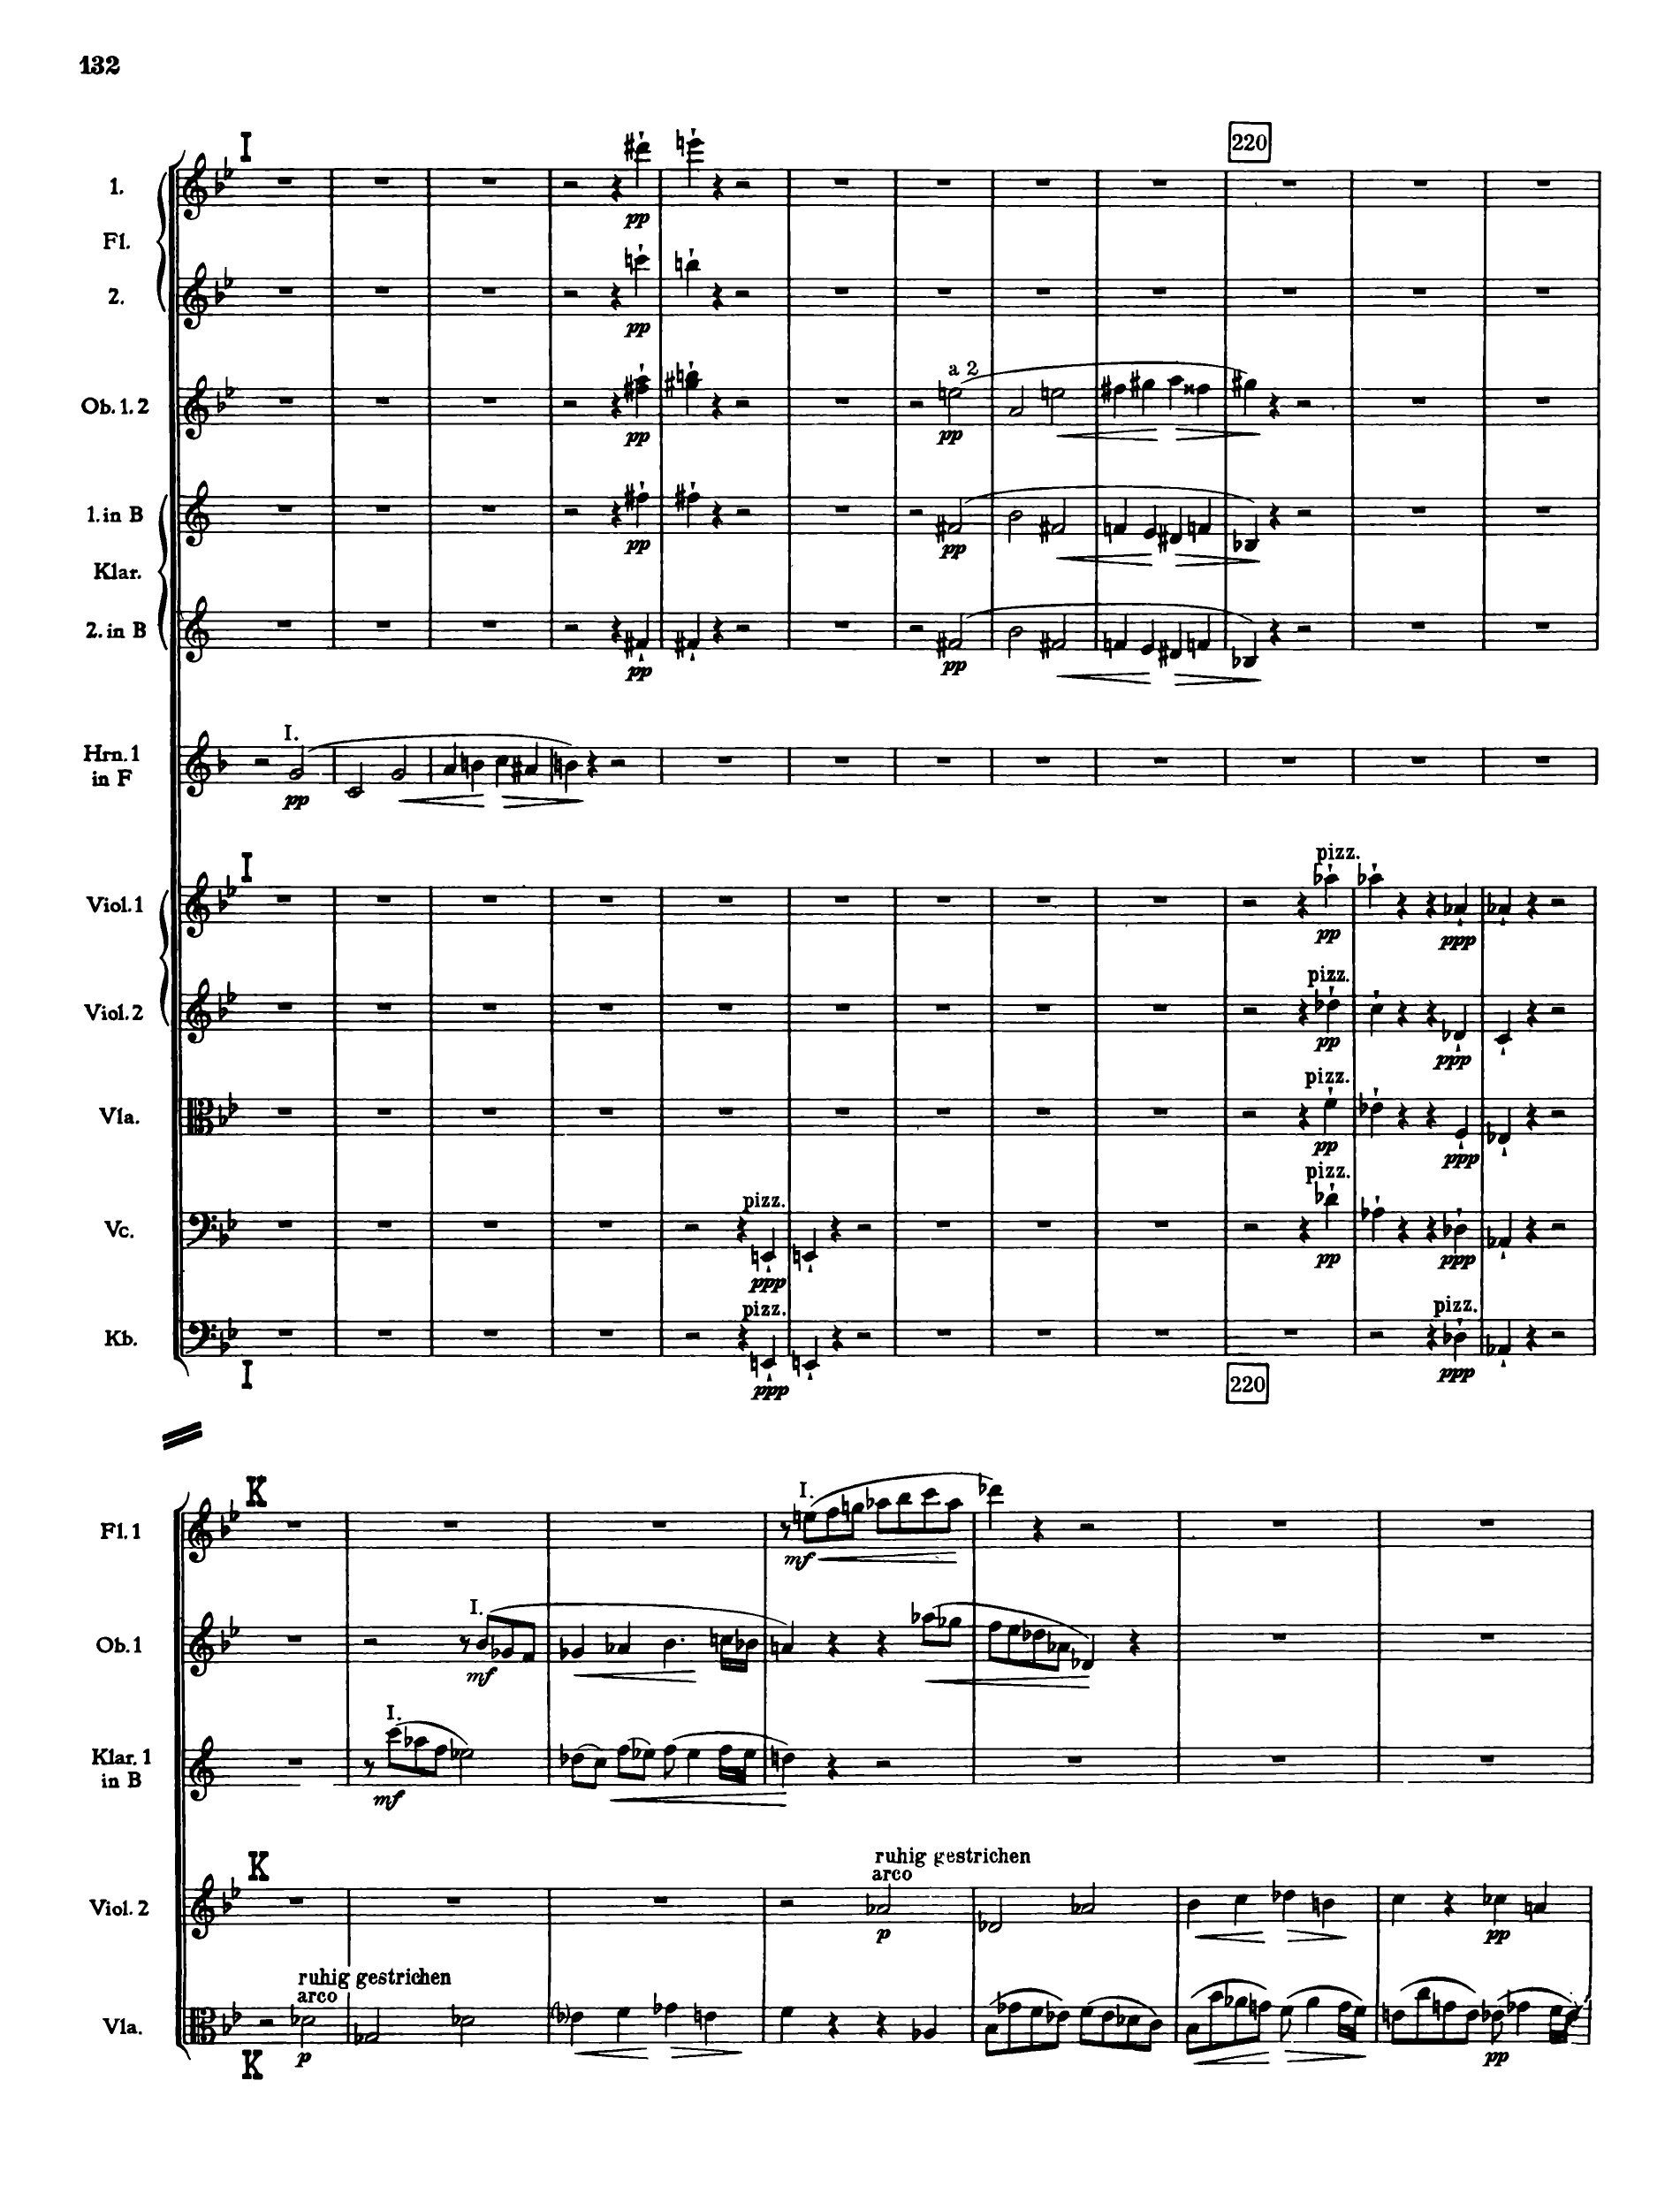 132
I
220
1.
Fl.
pp
2.
pp
a 2
Ob. 1. 2
pp
pp
1. in B
pp
pp
Klar.
2. in B
pp
pp
I.
Hrn. 1
in F
pp
I
pizz.
Viol. 1
pp
ppp
pizz.
Viol. 2
pp
ppp
pizz.
Vla.
pp
ppp
pizz.
pizz.
Vc.
ppp
pp
ppp
pizz.
pizz.
Kb.
ppp
ppp
I
220
K
I.
Fl. 1
mf
I.
Ob. 1
mf
I.
Klar. 1
in B
mf
K
ruhig gestrichen
arco
Viol. 2
p
pp
ruhig gestrichen
arco
Vla.
p
pp
K